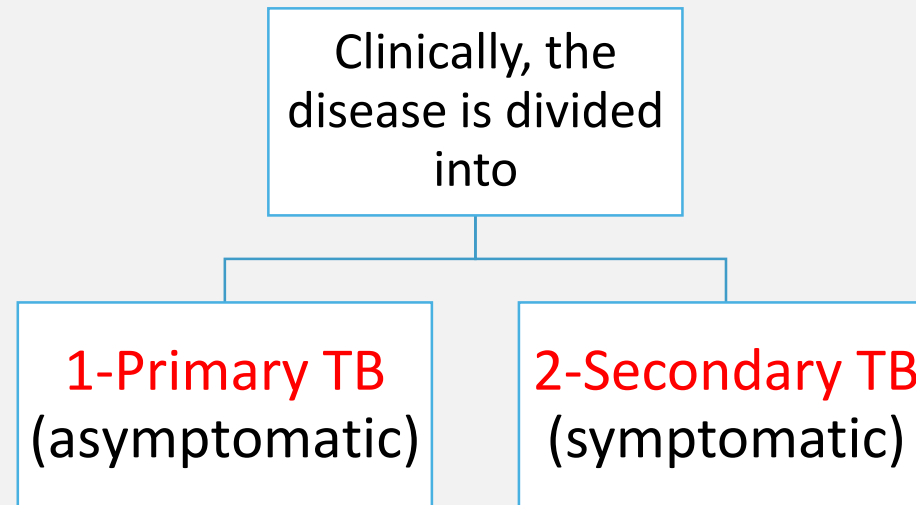 Clinically, the
disease is divided
into
1-Primary TB
(asymptomatic)
2-Secondary TB
(symptomatic)